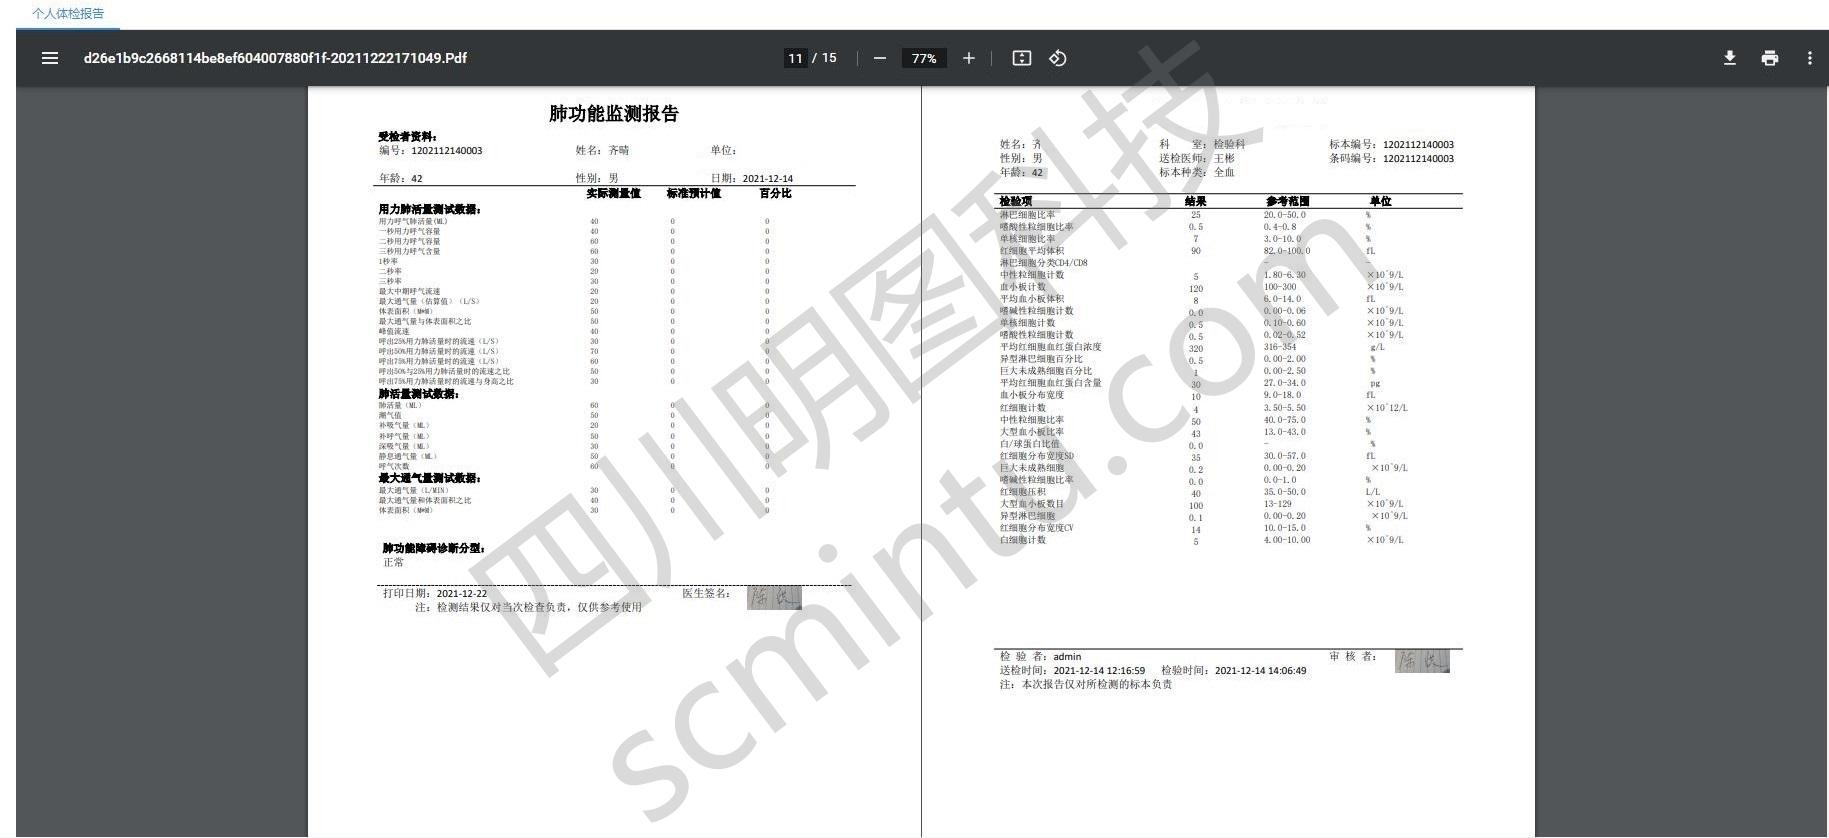 个人体检报告
d26e1b9c2668114be8ef604007880f1f-20211222171049.Pdf
11 / 15
77%
肺功能监测报告
受检者资料:
编号: 1202112140003 姓名: 齐晴 单位:
年龄: 42 性别: 男 日期: 2021-12-14
实际测量值 标准预计值 百分比
用力肺活量测试数据:
用力呼气肺活量(ML) 40 0 0
一秒用力呼气容量 40 0 0
二秒用力呼气容量 60 0 0
三秒用力呼气含量 60 0 0
1秒率 30 0 0
二秒率 20 0 0
三秒率 30 0 0
最大中期呼气流速 20 0 0
最大通气量 (估算值) (L/S) 20 0 0
体表面积 (M*M) 50 0 0
最大通气量与体表面积之比 50 0 0
峰值流速 40 0 0
呼出25%用力肺活量时的流速 (L/S) 30 0 0
呼出50%用力肺活量时的流速 (L/S) 70 0 0
呼出75%用力肺活量时的流速 (L/S) 60 0 0
呼出50%与25%用力肺活量时的流速之比 50 0 0
呼出75%用力肺活量时的流速与身高之比 30 0 0
肺活量测试数据:
肺活量 (ML) 60 0 0
潮气值 50 0 0
补吸气量 (ML) 20 0 0
补呼气量 (ML) 50 0 0
深吸气量 (ML) 30 0 0
静息通气量 (ML) 50 0 0
呼气次数 60 0 0
最大通气量测试数据:
最大通气量 (L/MIN) 30 0 0
最大通气量和体表面积之比 40 0 0
体表面积 (M*M) 30 0 0
肺功能障碍诊断分型:
正常
打印日期: 2021-12-22 医生签名:
注: 检测结果仅对当次检查负责, 仅供参考使用
姓名: 齐 科 室: 检验科 标本编号: 1202112140003
性别: 男 送检医师: 王彬 条码编号: 1202112140003
年龄: 42 标本种类: 全血
检验项 结果 参考范围 单位
淋巴细胞比率 25 20.0-50.0 %
嗜酸性粒细胞比率 0.5 0.4-0.8 %
单核细胞比率 7 3.0-10.0 %
红细胞平均体积 90 82.0-100.0 fL
淋巴细胞分类CD4/CD8 - -
中性粒细胞计数 5 1.80-6.30 ×10^9/L
血小板计数 120 100-300 ×10^9/L
平均血小板体积 8 6.0-14.0 fL
嗜碱性粒细胞计数 0.0 0.00-0.06 ×10^9/L
单核细胞计数 0.5 0.10-0.60 ×10^9/L
嗜酸性粒细胞计数 0.5 0.02-0.52 ×10^9/L
平均红细胞血红蛋白浓度 320 316-354 g/L
异型淋巴细胞百分比 0.5 0.00-2.00 %
巨大未成熟细胞百分比 1 0.00-2.50 %
平均红细胞血红蛋白含量 30 27.0-34.0 pg
血小板分布宽度 10 9.0-18.0 fL
红细胞计数 4 3.50-5.50 ×10^12/L
中性粒细胞比率 50 40.0-75.0 %
大型血小板比率 43 13.0-43.0 %
白/球蛋白比值 0.0 - %
红细胞分布宽度SD 35 30.0-57.0 fL
巨大未成熟细胞 0.2 0.00-0.20 ×10^9/L
嗜碱性粒细胞比率 0.0 0.0-1.0 %
红细胞压积 40 35.0-50.0 L/L
大型血小板数目 100 13-129 ×10^9/L
异型淋巴细胞 0.1 0.00-0.20 ×10^9/L
红细胞分布宽度CV 14 10.0-15.0 %
白细胞计数 5 4.00-10.00 ×10^9/L
检 验 者: admin 审 核 者:
送检时间: 2021-12-14 12:16:59 检验时间: 2021-12-14 14:06:49
注: 本次报告仅对所检测的标本负责
四川明图科技
scmintu.com